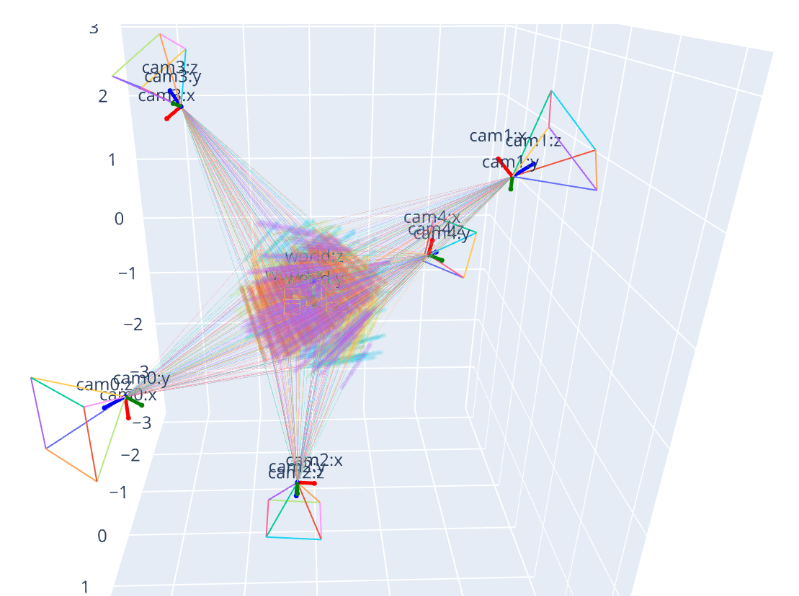 3
cam3:z
cam3:y
2
cam3:x
cam1:x
cam1:z
1
cam1:y
0
cam4:x
cam4:y
world:z
−1
−2
−3
cam0:z
cam0:y
cam0:x
−3
−2
cam2:x
cam2:z
−1
0
1